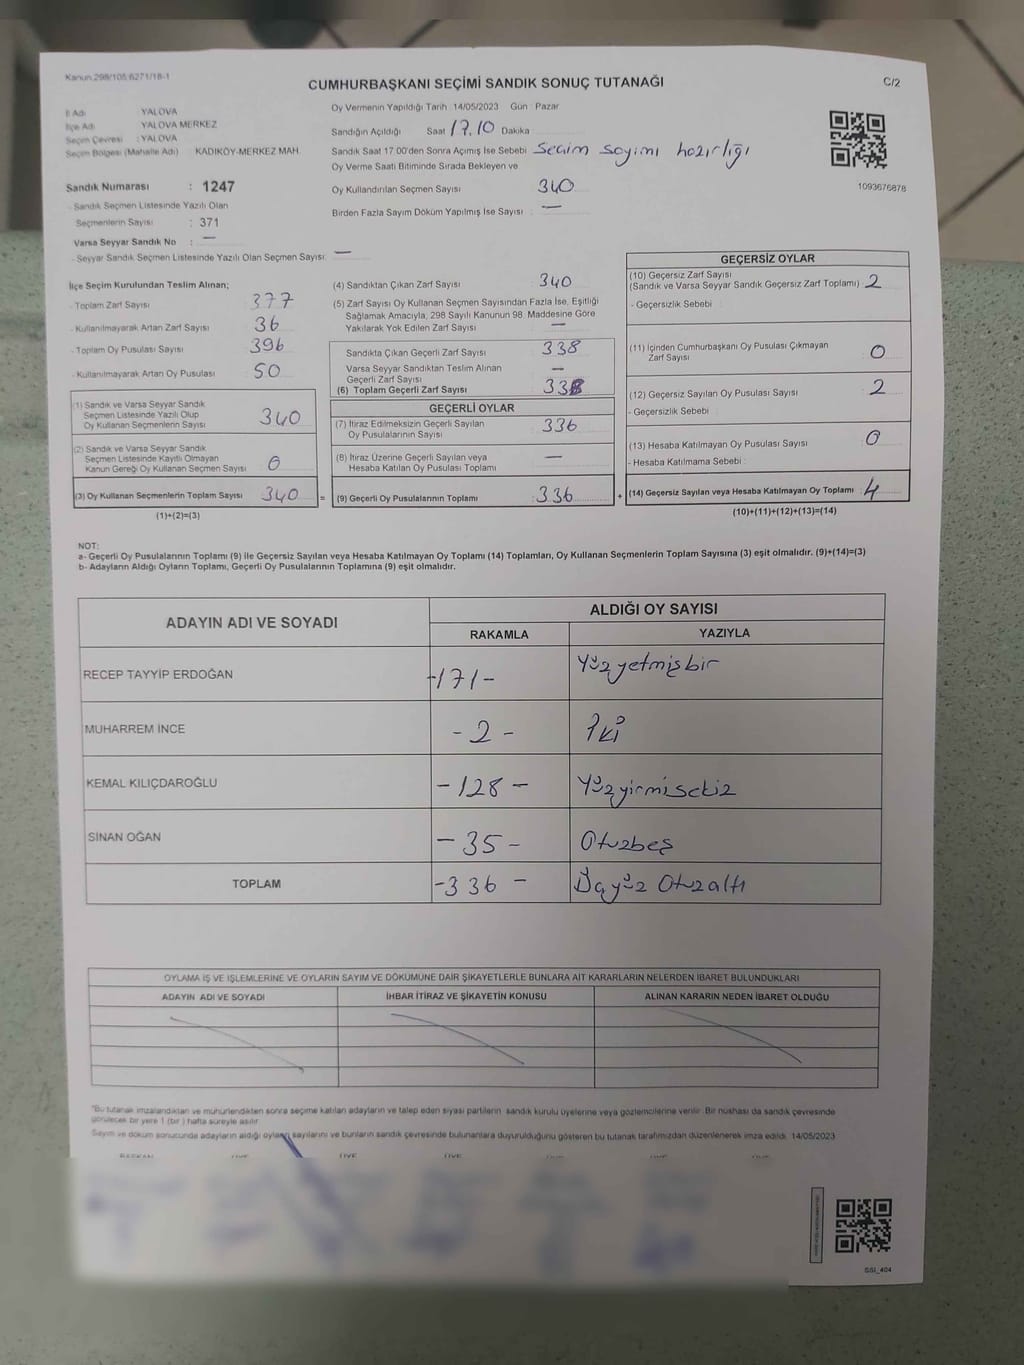 Kanun.298/105.6271/18-1
CUMHURBAŞKANI SEÇİMİ SANDIK SONUÇ TUTANAĞI
C/2
İl Adı YALOVA
İlçe Adı YALOVA MERKEZ
Seçim Çevresi : YALOVA
Seçim Bölgesi (Mahalle Adı) KADIKÖY-MERKEZ MAH.
Sandık Numarası : 1247
- Sandık Seçmen Listesinde Yazılı Olan
Seçmenlerin Sayısı : 371
Varsa Seyyar Sandık No : —
- Seyyar Sandık Seçmen Listesinde Yazılı Olan Seçmen Sayısı: —
Oy Vermenin Yapıldığı Tarih : 14/05/2023 Gün : Pazar
Sandığın Açıldığı Saat 17.10 Dakika
Sandık Saat 17:00'den Sonra Açımış İse Sebebi Secim sayimi hazırlığı
Oy Verme Saati Bitiminde Sırada Bekleyen ve
Oy Kullandırılan Seçmen Sayısı 340
Birden Fazla Sayım Döküm Yapılmış İse Sayısı : —
1093676878
İlçe Seçim Kurulundan Teslim Alınan;
- Toplam Zarf Sayısı 377
- Kullanılmayarak Artan Zarf Sayısı 36
- Toplam Oy Pusulası Sayısı 396
- Kullanılmayarak Artan Oy Pusulası 50
(1) Sandık ve Varsa Seyyar Sandık
Seçmen Listesinde Yazılı Olup
Oy Kullanan Seçmenlerin Sayısı 340
(2) Sandık ve Varsa Seyyar Sandık
Seçmen Listesinde Kayıtlı Olmayan
Kanun Gereği Oy Kullanan Seçmen Sayısı 0
(3) Oy Kullanan Seçmenlerin Toplam Sayısı 340 =
(1)+(2)=(3)
(4) Sandıktan Çıkan Zarf Sayısı 340
(5) Zarf Sayısı Oy Kullanan Seçmen Sayısından Fazla İse, Eşitliği
Sağlamak Amacıyla, 298 Sayılı Kanunun 98. Maddesine Göre
Yakılarak Yok Edilen Zarf Sayısı —
Sandıkta Çıkan Geçerli Zarf Sayısı 338
Varsa Seyyar Sandıktan Teslim Alınan
Geçerli Zarf Sayısı —
(6) Toplam Geçerli Zarf Sayısı 338
GEÇERLİ OYLAR
(7) İtiraz Edilmeksizin Geçerli Sayılan
Oy Pusulalarının Sayısı 336
(8) İtiraz Üzerine Geçerli Sayılan veya
Hesaba Katılan Oy Pusulası Toplamı —
(9) Geçerli Oy Pusulalarının Toplamı : 336 +
GEÇERSİZ OYLAR
(10) Geçersiz Zarf Sayısı
(Sandık ve Varsa Seyyar Sandık Geçersiz Zarf Toplamı) 2
- Geçersizlik Sebebi :
(11) İçinden Cumhurbaşkanı Oy Pusulası Çıkmayan
Zarf Sayısı 0
(12) Geçersiz Sayılan Oy Pusulası Sayısı 2
- Geçersizlik Sebebi :
(13) Hesaba Katılmayan Oy Pusulası Sayısı 0
- Hesaba Katılmama Sebebi :
(14) Geçersiz Sayılan veya Hesaba Katılmayan Oy Toplamı 4
(10)+(11)+(12)+(13)=(14)
NOT:
a- Geçerli Oy Pusulalarının Toplamı (9) ile Geçersiz Sayılan veya Hesaba Katılmayan Oy Toplamı (14) Toplamları, Oy Kullanan Seçmenlerin Toplam Sayısına (3) eşit olmalıdır. (9)+(14)=(3)
b- Adayların Aldığı Oyların Toplamı, Geçerli Oy Pusulalarının Toplamına (9) eşit olmalıdır.
ADAYIN ADI VE SOYADI
ALDIĞI OY SAYISI
RAKAMLA YAZIYLA
RECEP TAYYİP ERDOĞAN -171- Yüzyetmişbir
MUHARREM İNCE - 2 - İki
KEMAL KILIÇDAROĞLU - 128 - Yüzyirmisekiz
SİNAN OĞAN - 35 - Otuzbeş
TOPLAM -336 - Üçyüz Otuzaltı
OYLAMA İŞ VE İŞLEMLERİNE VE OYLARIN SAYIM VE DÖKÜMÜNE DAİR ŞİKAYETLERLE BUNLARA AİT KARARLARIN NELERDEN İBARET BULUNDUKLARI
ADAYIN ADI VE SOYADI İHBAR İTİRAZ VE ŞİKAYETİN KONUSU ALINAN KARARIN NEDEN İBARET OLDUĞU
*Bu tutanak imzalandıktan ve mühürlendikten sonra seçime katılan adayların ve talep eden siyasi partilerin sandık kurulu üyelerine veya gözlemcilerine verilir. Bir nüshası da sandık çevresinde
görülecek bir yere 1 (bir) hafta süreyle asılır
Sayım ve döküm sonucunda adayların aldığı oyların sayılarını ve bunların sandık çevresinde bulunanlara duyurulduğunu gösteren bu tutanak tarafımızdan düzenlenerek imza edildi. 14/05/2023
BAŞKAN ÜYE ÜYE ÜYE
SSI_404